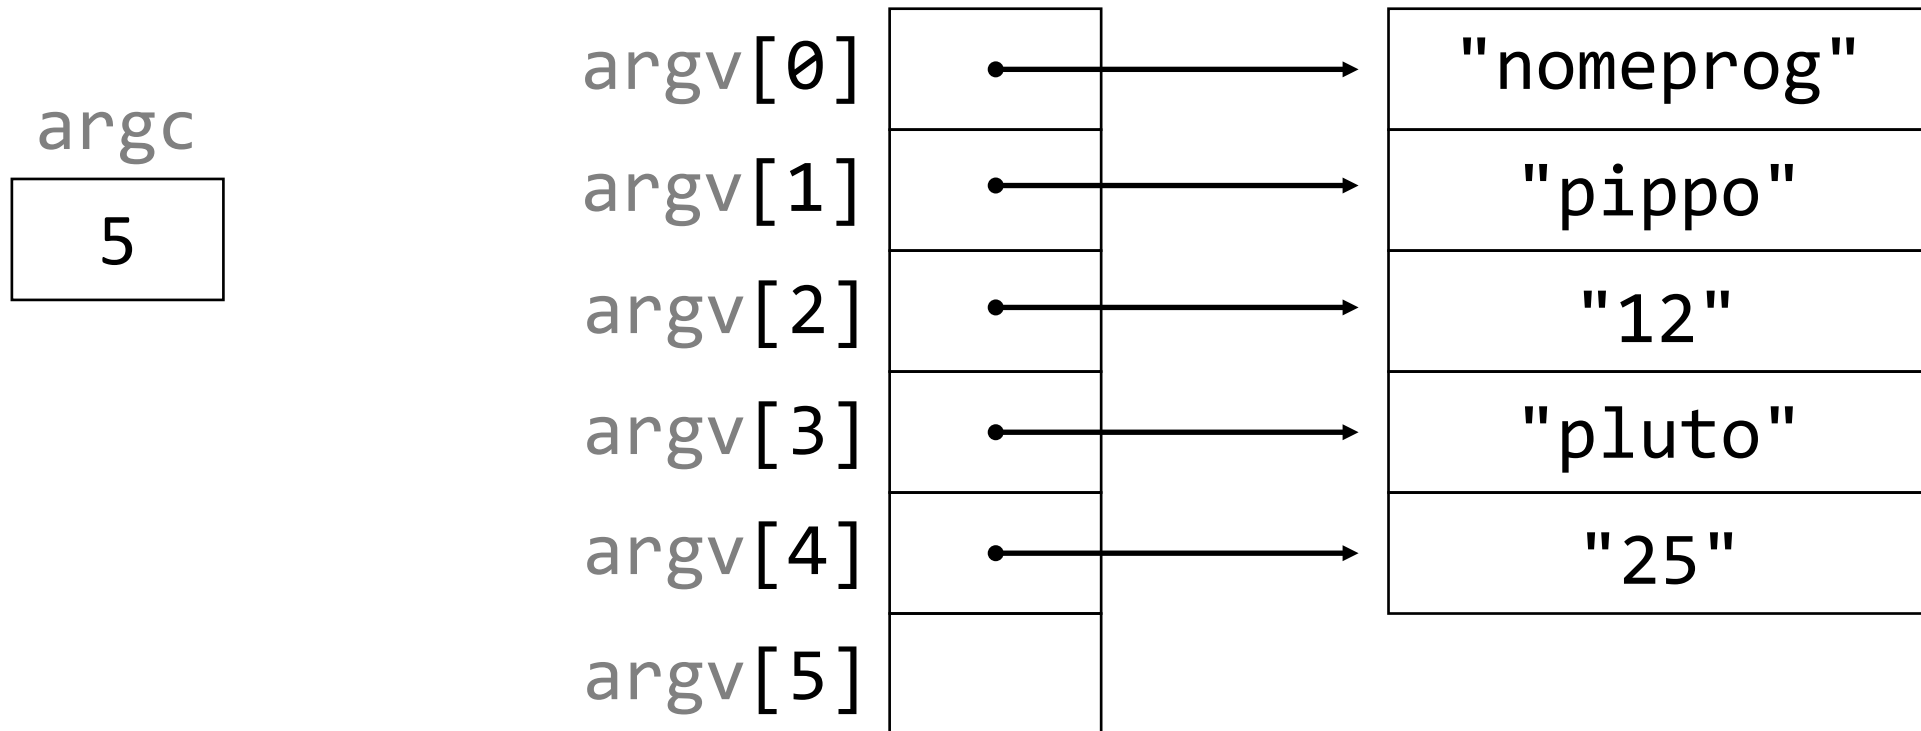 argc
5
argv[0] "nomeprog"
argv[1] "pippo"
argv[2] "12"
argv[3] "pluto"
argv[4] "25"
argv[5]